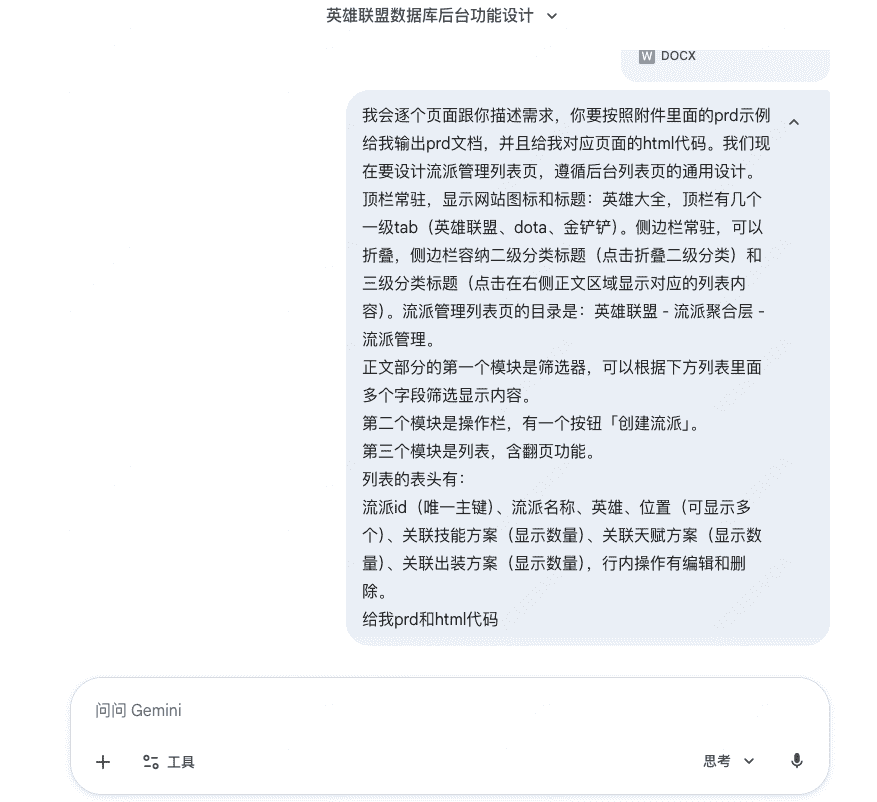 英雄联盟数据库后台功能设计
W DOCX
我会逐个页面跟你描述需求，你要按照附件里面的prd示例
给我输出prd文档，并且给我对应页面的html代码。我们现
在要设计流派管理列表页，遵循后台列表页的通用设计。
顶栏常驻，显示网站图标和标题：英雄大全，顶栏有几个
一级tab（英雄联盟、dota、金铲铲）。侧边栏常驻，可以
折叠，侧边栏容纳二级分类标题（点击折叠二级分类）和
三级分类标题（点击在右侧正文区域显示对应的列表内
容）。流派管理列表页的目录是：英雄联盟 - 流派聚合层 -
流派管理。
正文部分的第一个模块是筛选器，可以根据下方列表里面
多个字段筛选显示内容。
第二个模块是操作栏，有一个按钮「创建流派」。
第三个模块是列表，含翻页功能。
列表的表头有：
流派id（唯一主键）、流派名称、英雄、位置（可显示多
个）、关联技能方案（显示数量）、关联天赋方案（显示数
量）、关联出装方案（显示数量），行内操作有编辑和删
除。
给我prd和html代码
问问 Gemini
工具
思考